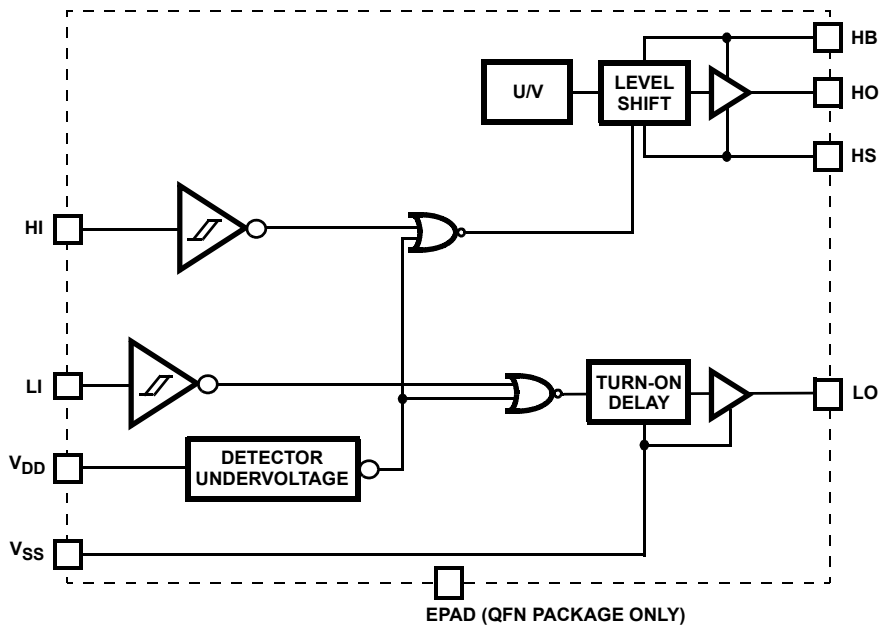 HB
U/V
LEVEL
SHIFT
HO
HS
HI
LI
TURN-ON
DELAY
LO
VDD
DETECTOR
UNDERVOLTAGE
VSS
EPAD (QFN PACKAGE ONLY)